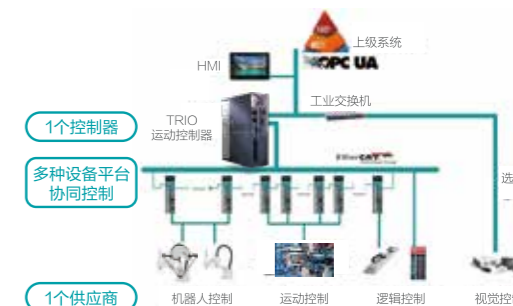 上级系统
OPC UA
HMI
工业交换机
1个控制器
TRIO
运动控制器
EtherCAT
多种设备平台
协同控制
选
1个供应商
机器人控制
运动控制
逻辑控制
视觉控